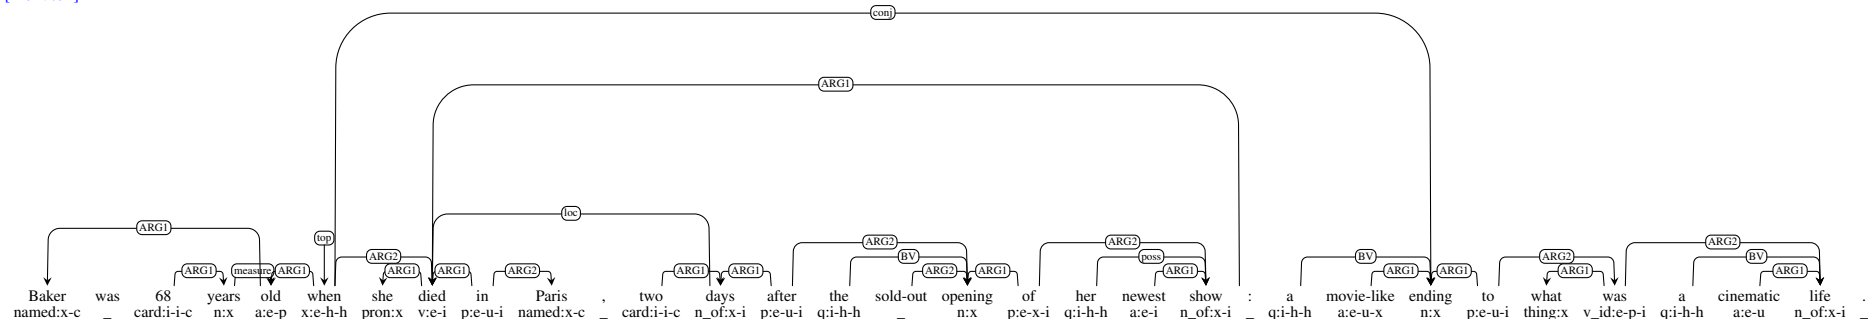 conj
ARG1
loc
ARG1 top ARG2 ARG2 BV ARG2 poss BV ARG2 ARG2 BV
ARG1 measure ARG1 ARG1 ARG1 ARG2 ARG1 ARG1 ARG2 ARG1 ARG1 ARG1 ARG1 ARG1 ARG1
Baker was 68 years old when she died in Paris , two days after the sold-out opening of her newest show : a movie-like ending to what was a cinematic life .
named:x-c _ card:i-i-c n:x a:e-p x:e-h-h pron:x v:e-i p:e-u-i named:x-c _ card:i-i-c n_of:x-i p:e-u-i q:i-h-h _ n:x p:e-x-i q:i-h-h a:e-i n_of:x-i _ q:i-h-h a:e-u-x n:x p:e-u-i thing:x v_id:e-p-i q:i-h-h a:e-u n_of:x-i _